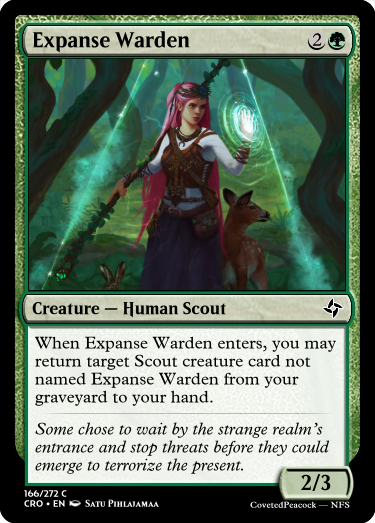 Expanse Warden 2
Creature — Human Scout
When Expanse Warden enters, you may
return target Scout creature card not
named Expanse Warden from your
graveyard to your hand.
Some chose to wait by the strange realm's
entrance and stop threats before they could
emerge to terrorize the present.
2/3
166/272 C
CRO • EN Satu Pihlajamaa
CovetedPeacock — NFS